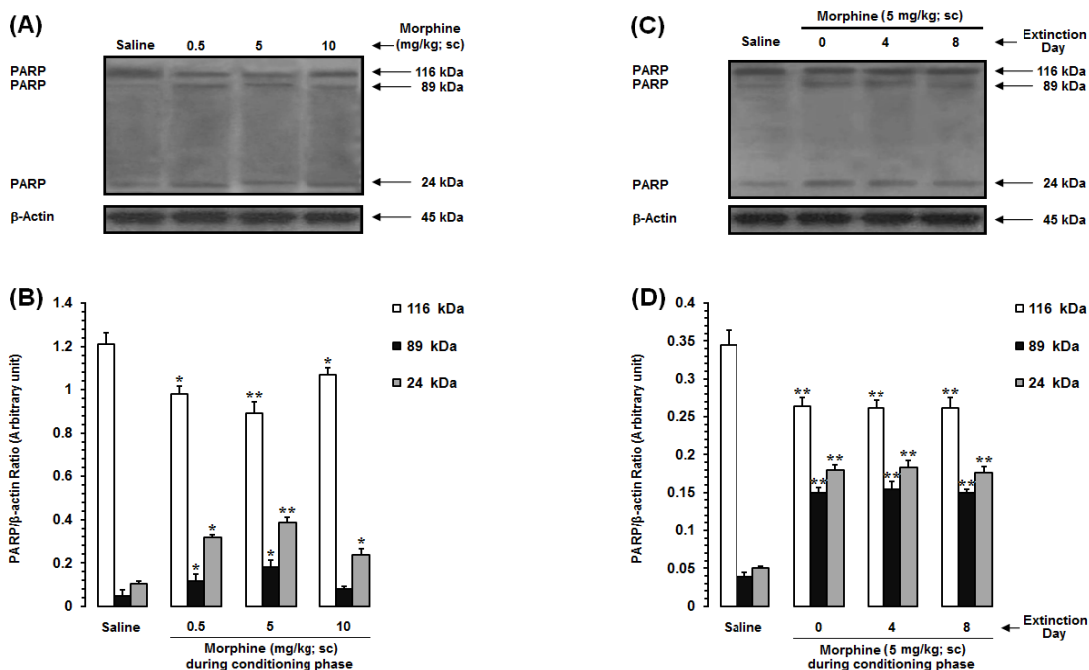 (A)
Morphine
Saline 0.5 5 10 (mg/kg; sc)
PARP 116 kDa
PARP 89 kDa
PARP 24 kDa
β-Actin 45 kDa
(C)
Morphine (5 mg/kg; sc)
Saline 0 4 8 Extinction
Day
PARP 116 kDa
PARP 89 kDa
PARP 24 kDa
β-Actin 45 kDa
(B)
PARP/β-actin Ratio (Arbitrary unit)
1.4
1.2
1
0.8
0.6
0.4
0.2
0
116 kDa
89 kDa
24 kDa
* ** *
* * 
* ** *
Saline 0.5 5 10
Morphine (mg/kg; sc)
during conditioning phase
(D)
PARP/β-actin Ratio (Arbitrary unit)
0.4
0.35
0.3
0.25
0.2
0.15
0.1
0.05
0
116 kDa
89 kDa
24 kDa
** ** **
** ** **
** ** **
Saline 0 4 8 Extinction
Day
Morphine (5 mg/kg; sc)
during conditioning phase